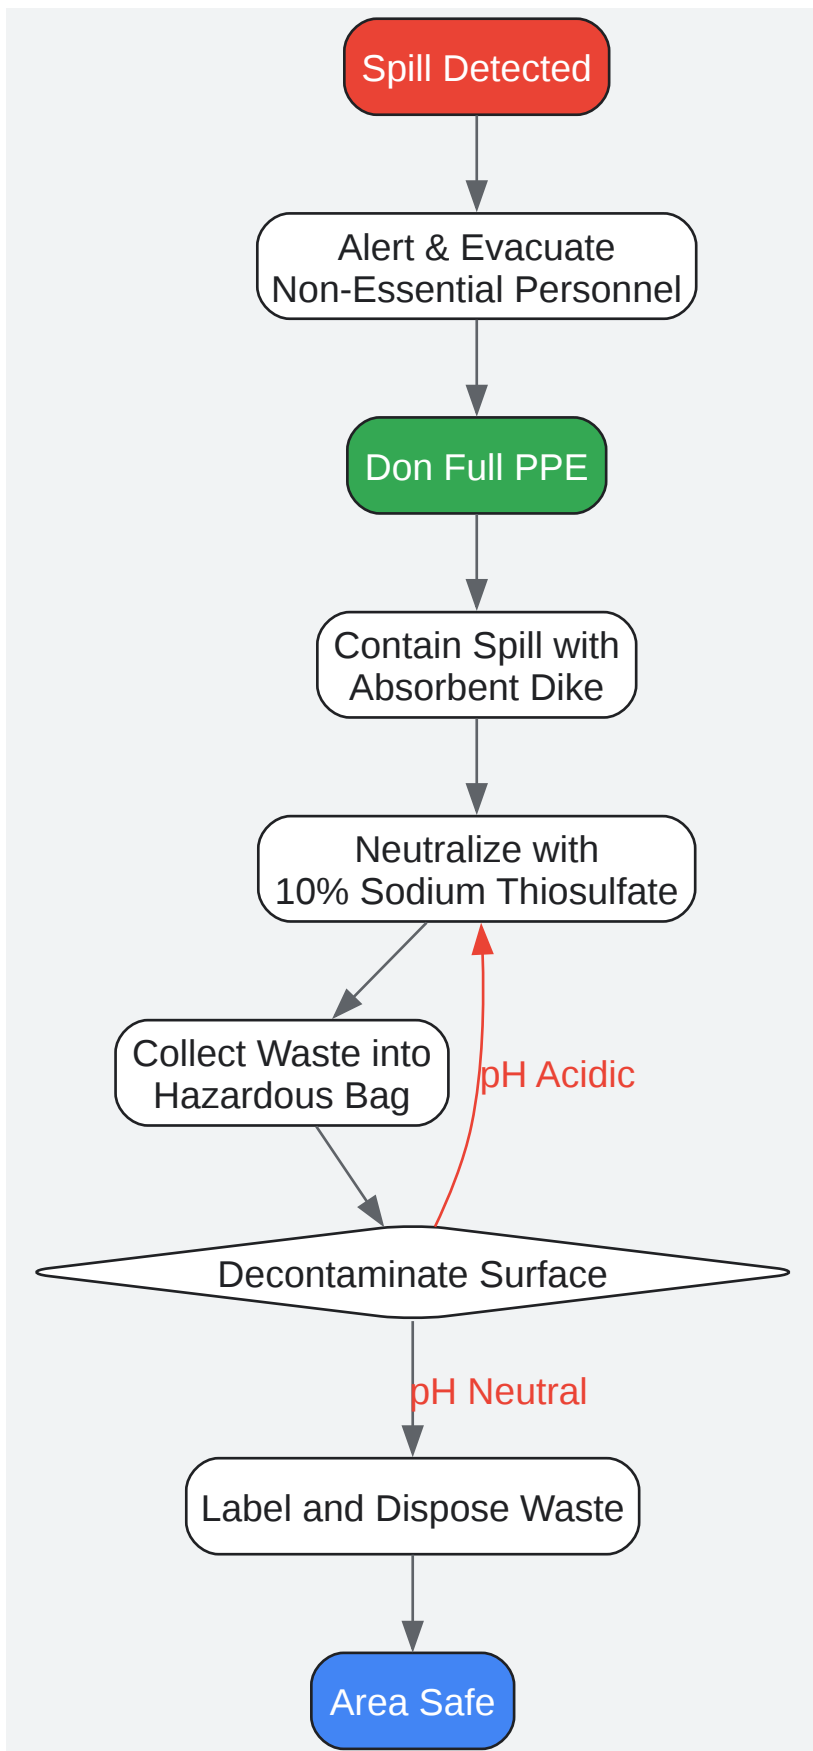 Spill Detected
Alert & Evacuate
Non-Essential Personnel
Don Full PPE
Contain Spill with
Absorbent Dike
Neutralize with
10% Sodium Thiosulfate
Collect Waste into
Hazardous Bag
pH Acidic
Decontaminate Surface
pH Neutral
Label and Dispose Waste
Area Safe